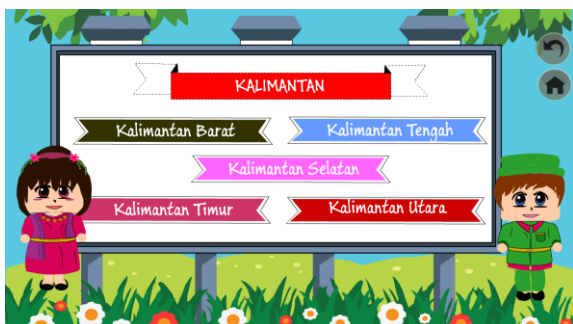 KALIMANTAN
Kalimantan Barat
Kalimantan Tengah
Kalimantan Selatan
Kalimantan Timur
Kalimantan Utara